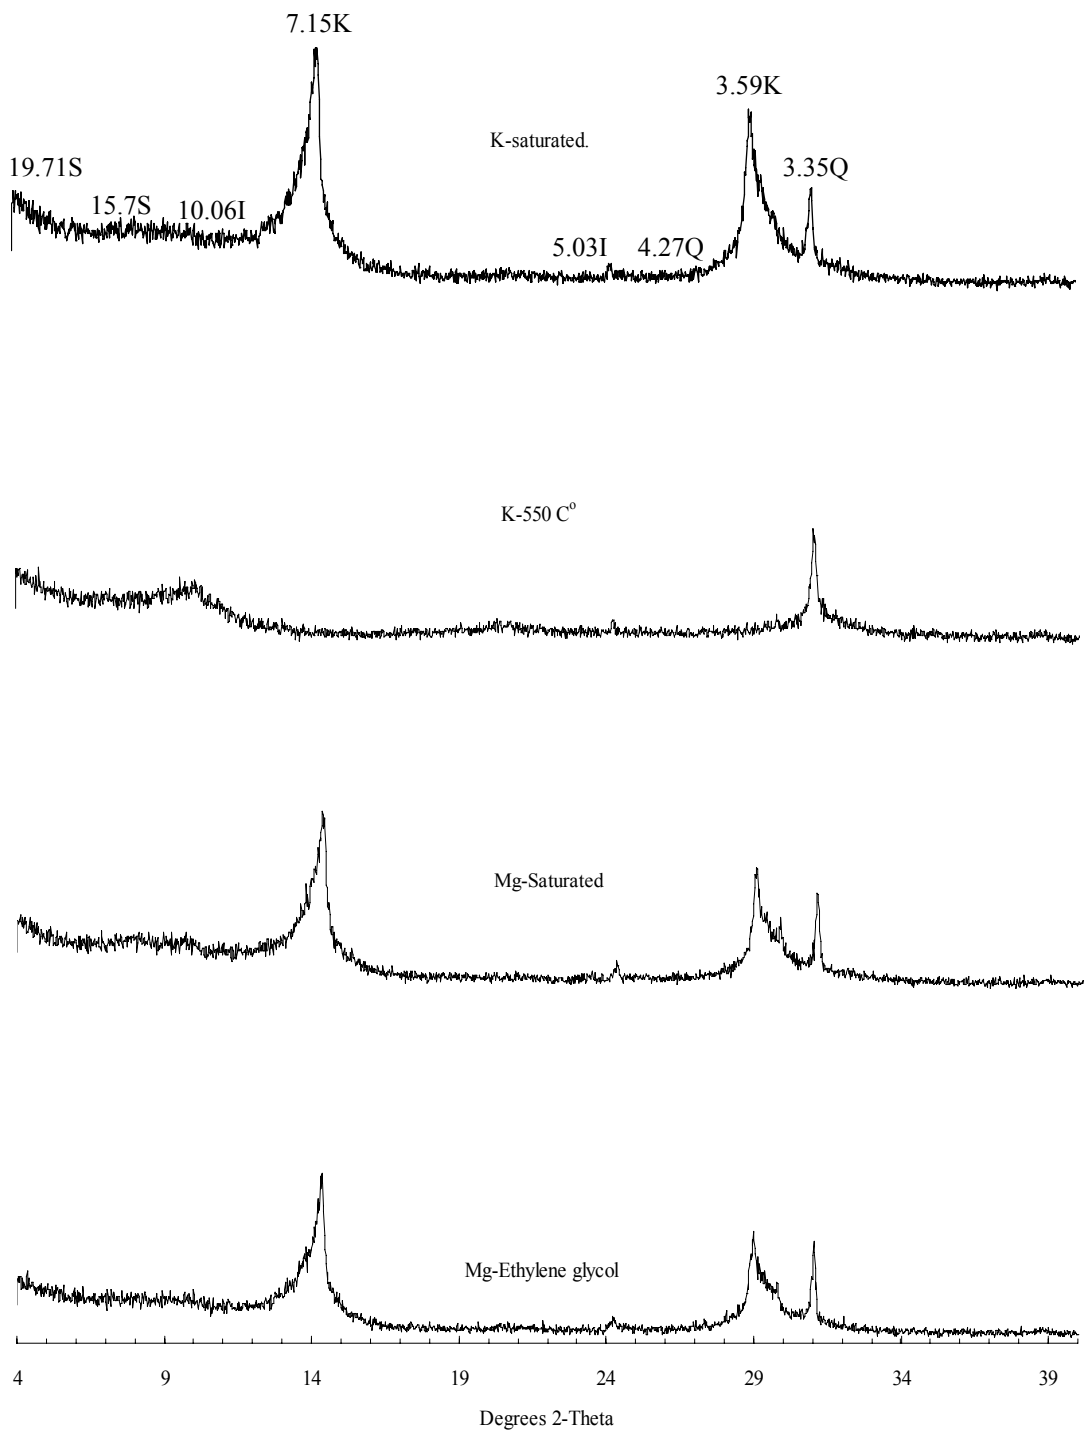 7.15K
3.59K
K-saturated.
19.71S
3.35Q
15.7S
10.06I
5.03I
4.27Q
K-550 C°
Mg-Saturated
Mg-Ethylene glycol
4 9 14 19 24 29 34 39
Degrees 2-Theta